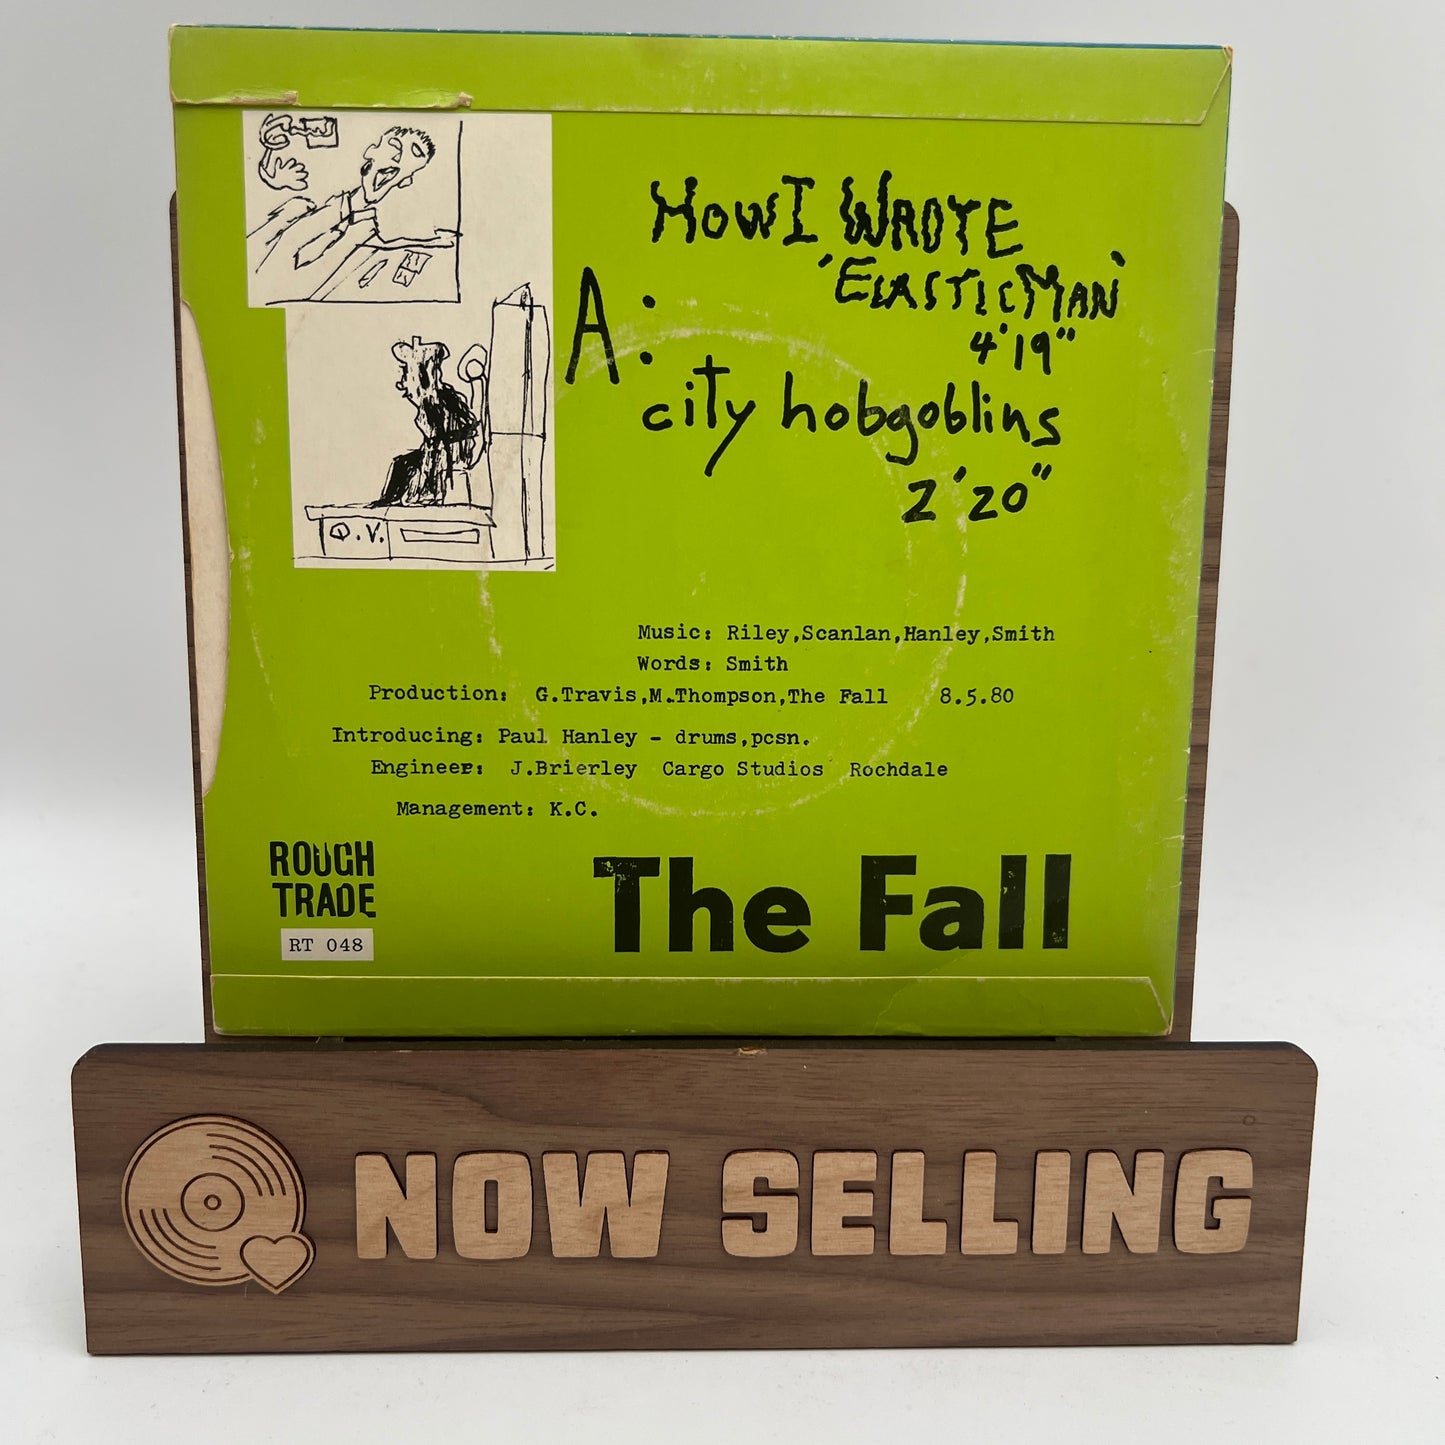 How I WROTE
'ELASTIC MAN'
4'19"
A:
city hobgoblins
2'20"
Q.V.
Music: Riley,Scanlan,Hanley,Smith
Words: Smith
Production: G.Travis,M.Thompson,The Fall 8.5.80
Introducing: Paul Hanley - drums,pcsn.
Engineer: J.Brierley Cargo Studios Rochdale
Management: K.C.
ROUGH
TRADE
RT 048
The Fall
NOW SELLING